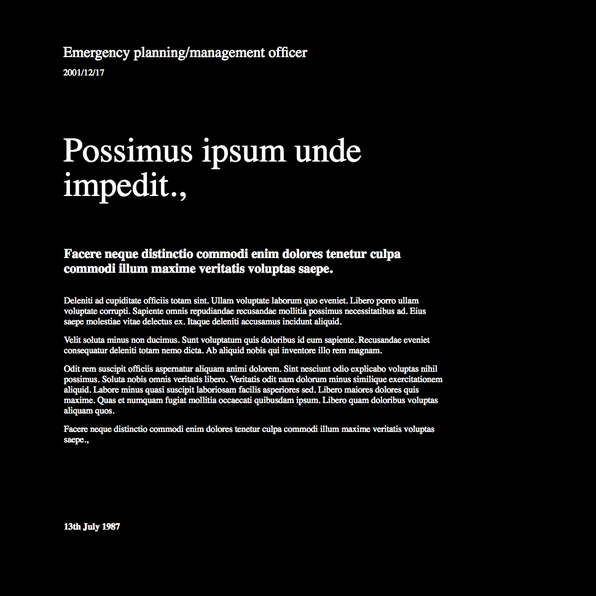 Emergency planning/management officer
2001/12/17
Possimus ipsum unde
impedit.,
Facere neque distinctio commodi enim dolores tenetur culpa
commodi illum maxime veritatis voluptas saepe.
Deleniti ad cupiditate officiis totam sint. Ullam voluptate laborum quo eveniet. Libero porro ullam
voluptate corrupti. Sapiente omnis repudiandae recusandae mollitia possimus necessitatibus ad. Eius
saepe molestiae vitae delectus ex. Itaque deleniti accusamus incidunt aliquid.
Velit soluta minus non ducimus. Sunt voluptatum quis doloribus id eum sapiente. Recusandae eveniet
consequatur deleniti totam nemo dicta. Ab aliquid nobis qui inventore illo rem magnam.
Odit rem suscipit officiis aspernatur aliquam animi dolorem. Sint nesciunt odio explicabo voluptas nihil
possimus. Soluta nobis omnis veritatis libero. Veritatis odit nam dolorum minus similique exercitationem
aliquid. Labore minus quasi suscipit laboriosam facilis asperiores sed. Libero maiores dolores quis
maxime. Quas et numquam fugiat mollitia occaecati quibusdam ipsum. Libero quam doloribus voluptas
aliquam quos.
Facere neque distinctio commodi enim dolores tenetur culpa commodi illum maxime veritatis voluptas
saepe.,
13th July 1987